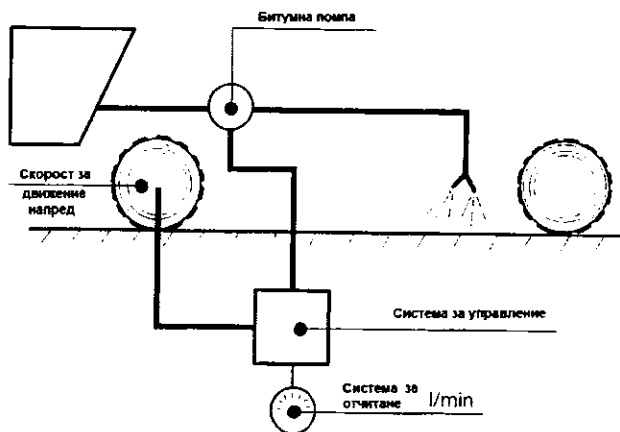 Битумна помпа
Скорост за
движение
напред
Система за управление
Система за
отчитане l/min